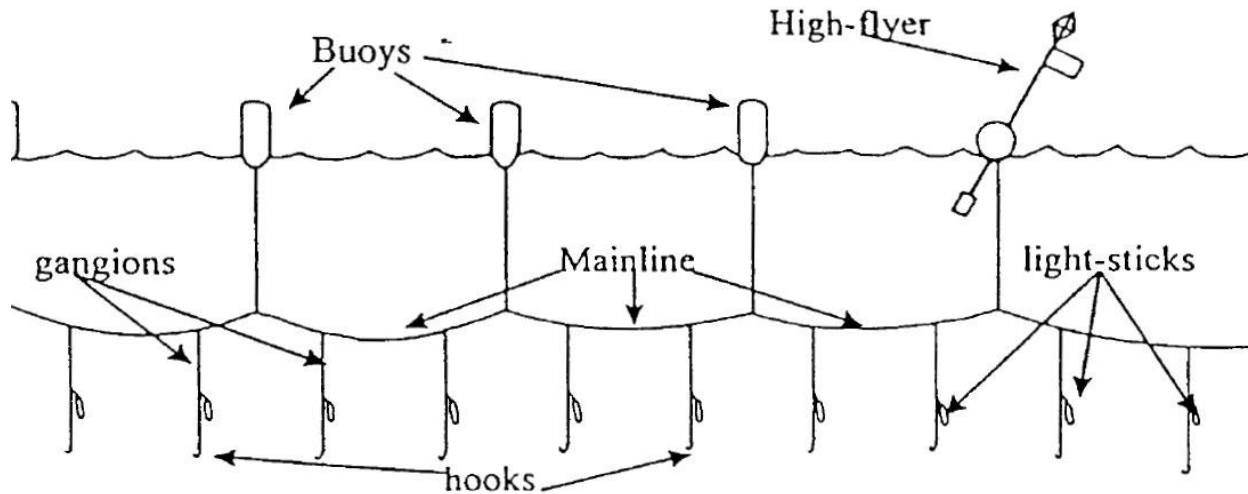 High-flyer
Buoys
gangions
Mainline
light-sticks
hooks